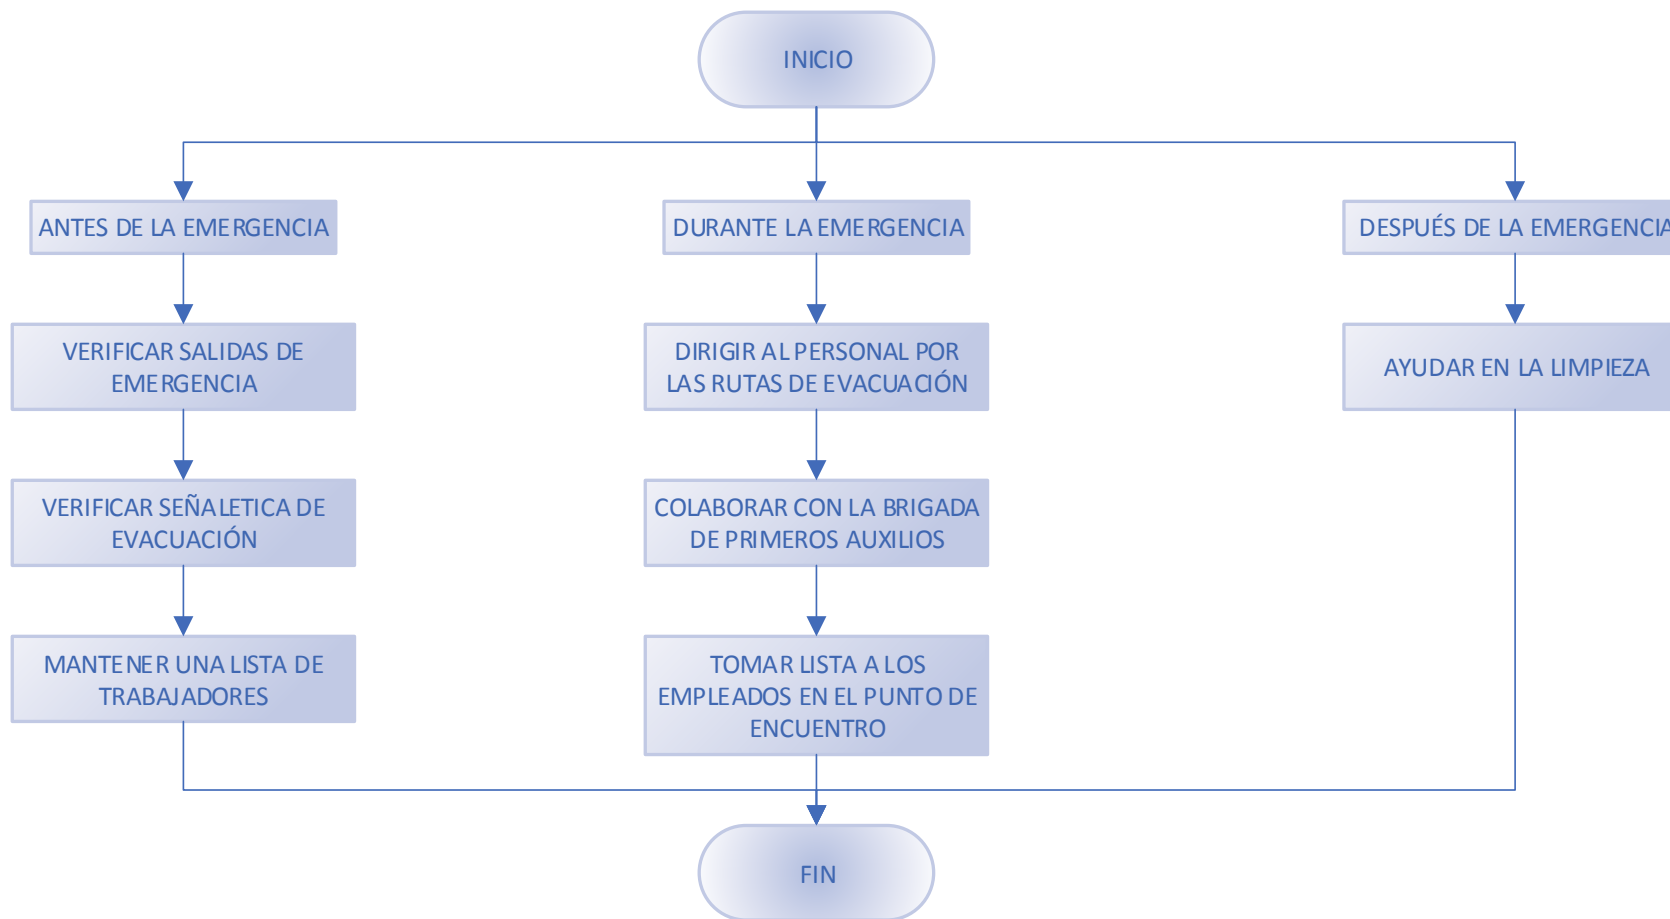 INICIO
ANTES DE LA EMERGENCIA
DURANTE LA EMERGENCIA
DESPUÉS DE LA EMERGENCIA
VERIFICAR SALIDAS DE
EMERGENCIA
DIRIGIR AL PERSONAL POR
LAS RUTAS DE EVACUACIÓN
AYUDAR EN LA LIMPIEZA
VERIFICAR SEÑALETICA DE
EVACUACIÓN
COLABORAR CON LA BRIGADA
DE PRIMEROS AUXILIOS
MANTENER UNA LISTA DE
TRABAJADORES
TOMAR LISTA A LOS
EMPLEADOS EN EL PUNTO DE
ENCUENTRO
FIN